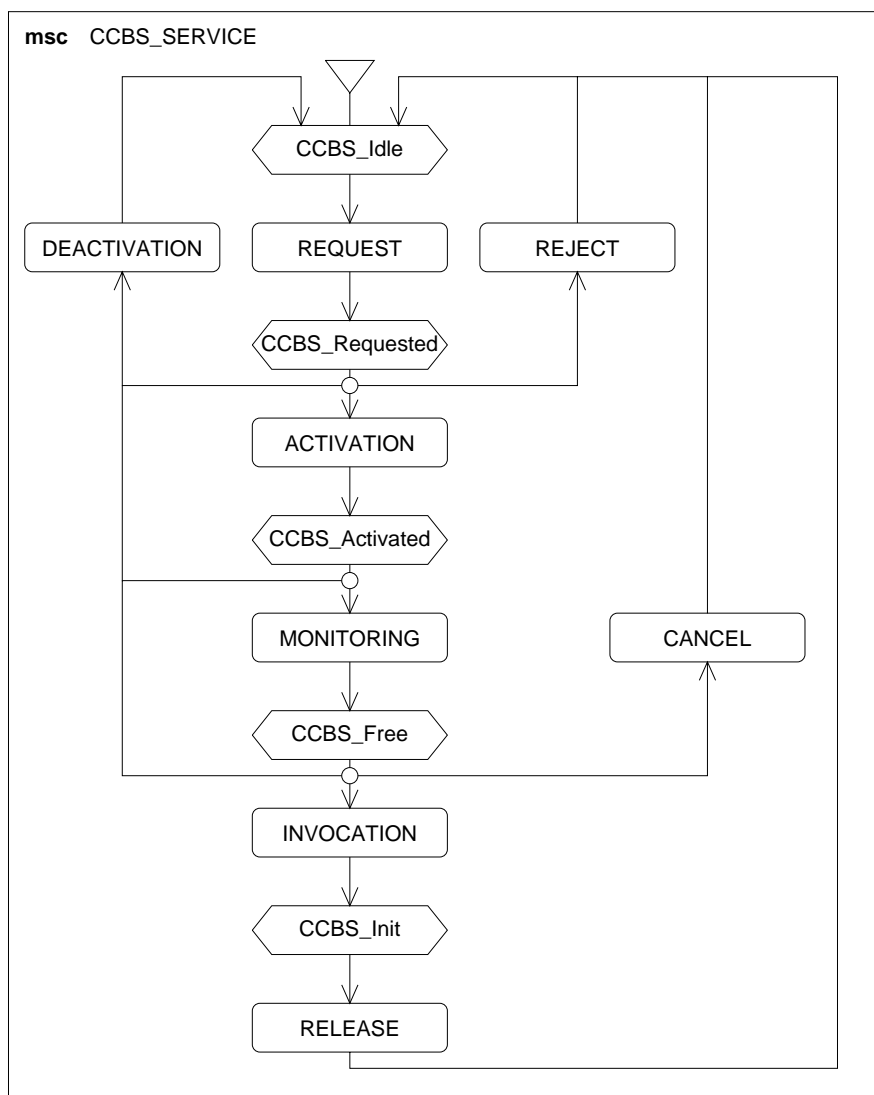 msc CCBS_SERVICE
CCBS_Idle
DEACTIVATION
REQUEST
REJECT
CCBS_Requested
ACTIVATION
CCBS_Activated
MONITORING
CANCEL
CCBS_Free
INVOCATION
CCBS_Init
RELEASE